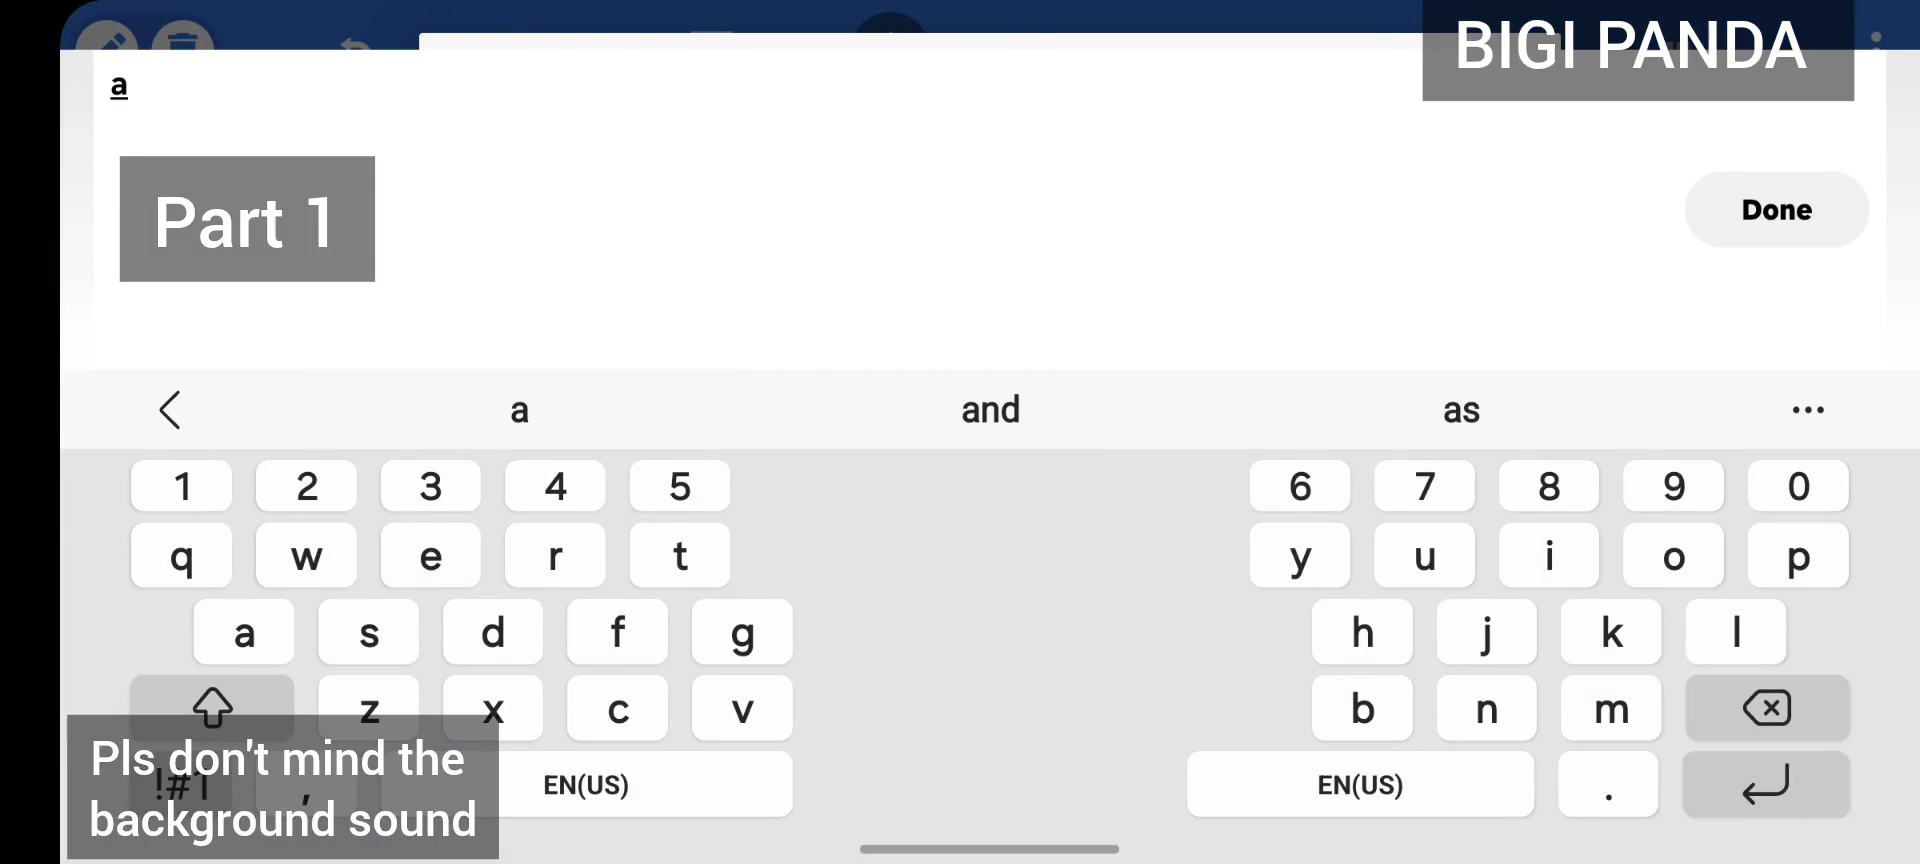 BIGI PANDA
a
Part 1
Done
a and as ...
1 2 3 4 5 6 7 8 9 0
q w e r t y u i o p
a s d f g h j k l
z x c v b n m
!#1 , EN(US) EN(US) .
Pls don't mind the
background sound